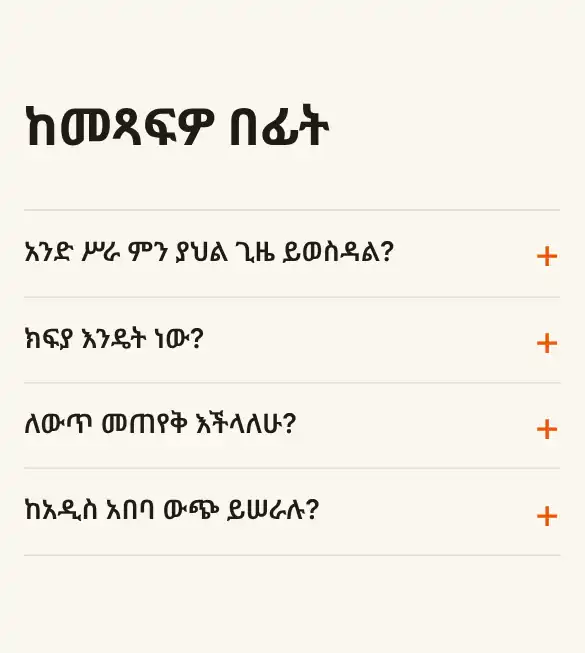 ከመጻፍዎ በፊት
አንድ ሥራ ምን ያህል ጊዜ ይወስዳል?
+
ክፍያ እንዴት ነው?
+
ለውጥ መጠየቅ እችላለሁ?
+
ከአዲስ አበባ ውጭ ይሠራሉ?
+